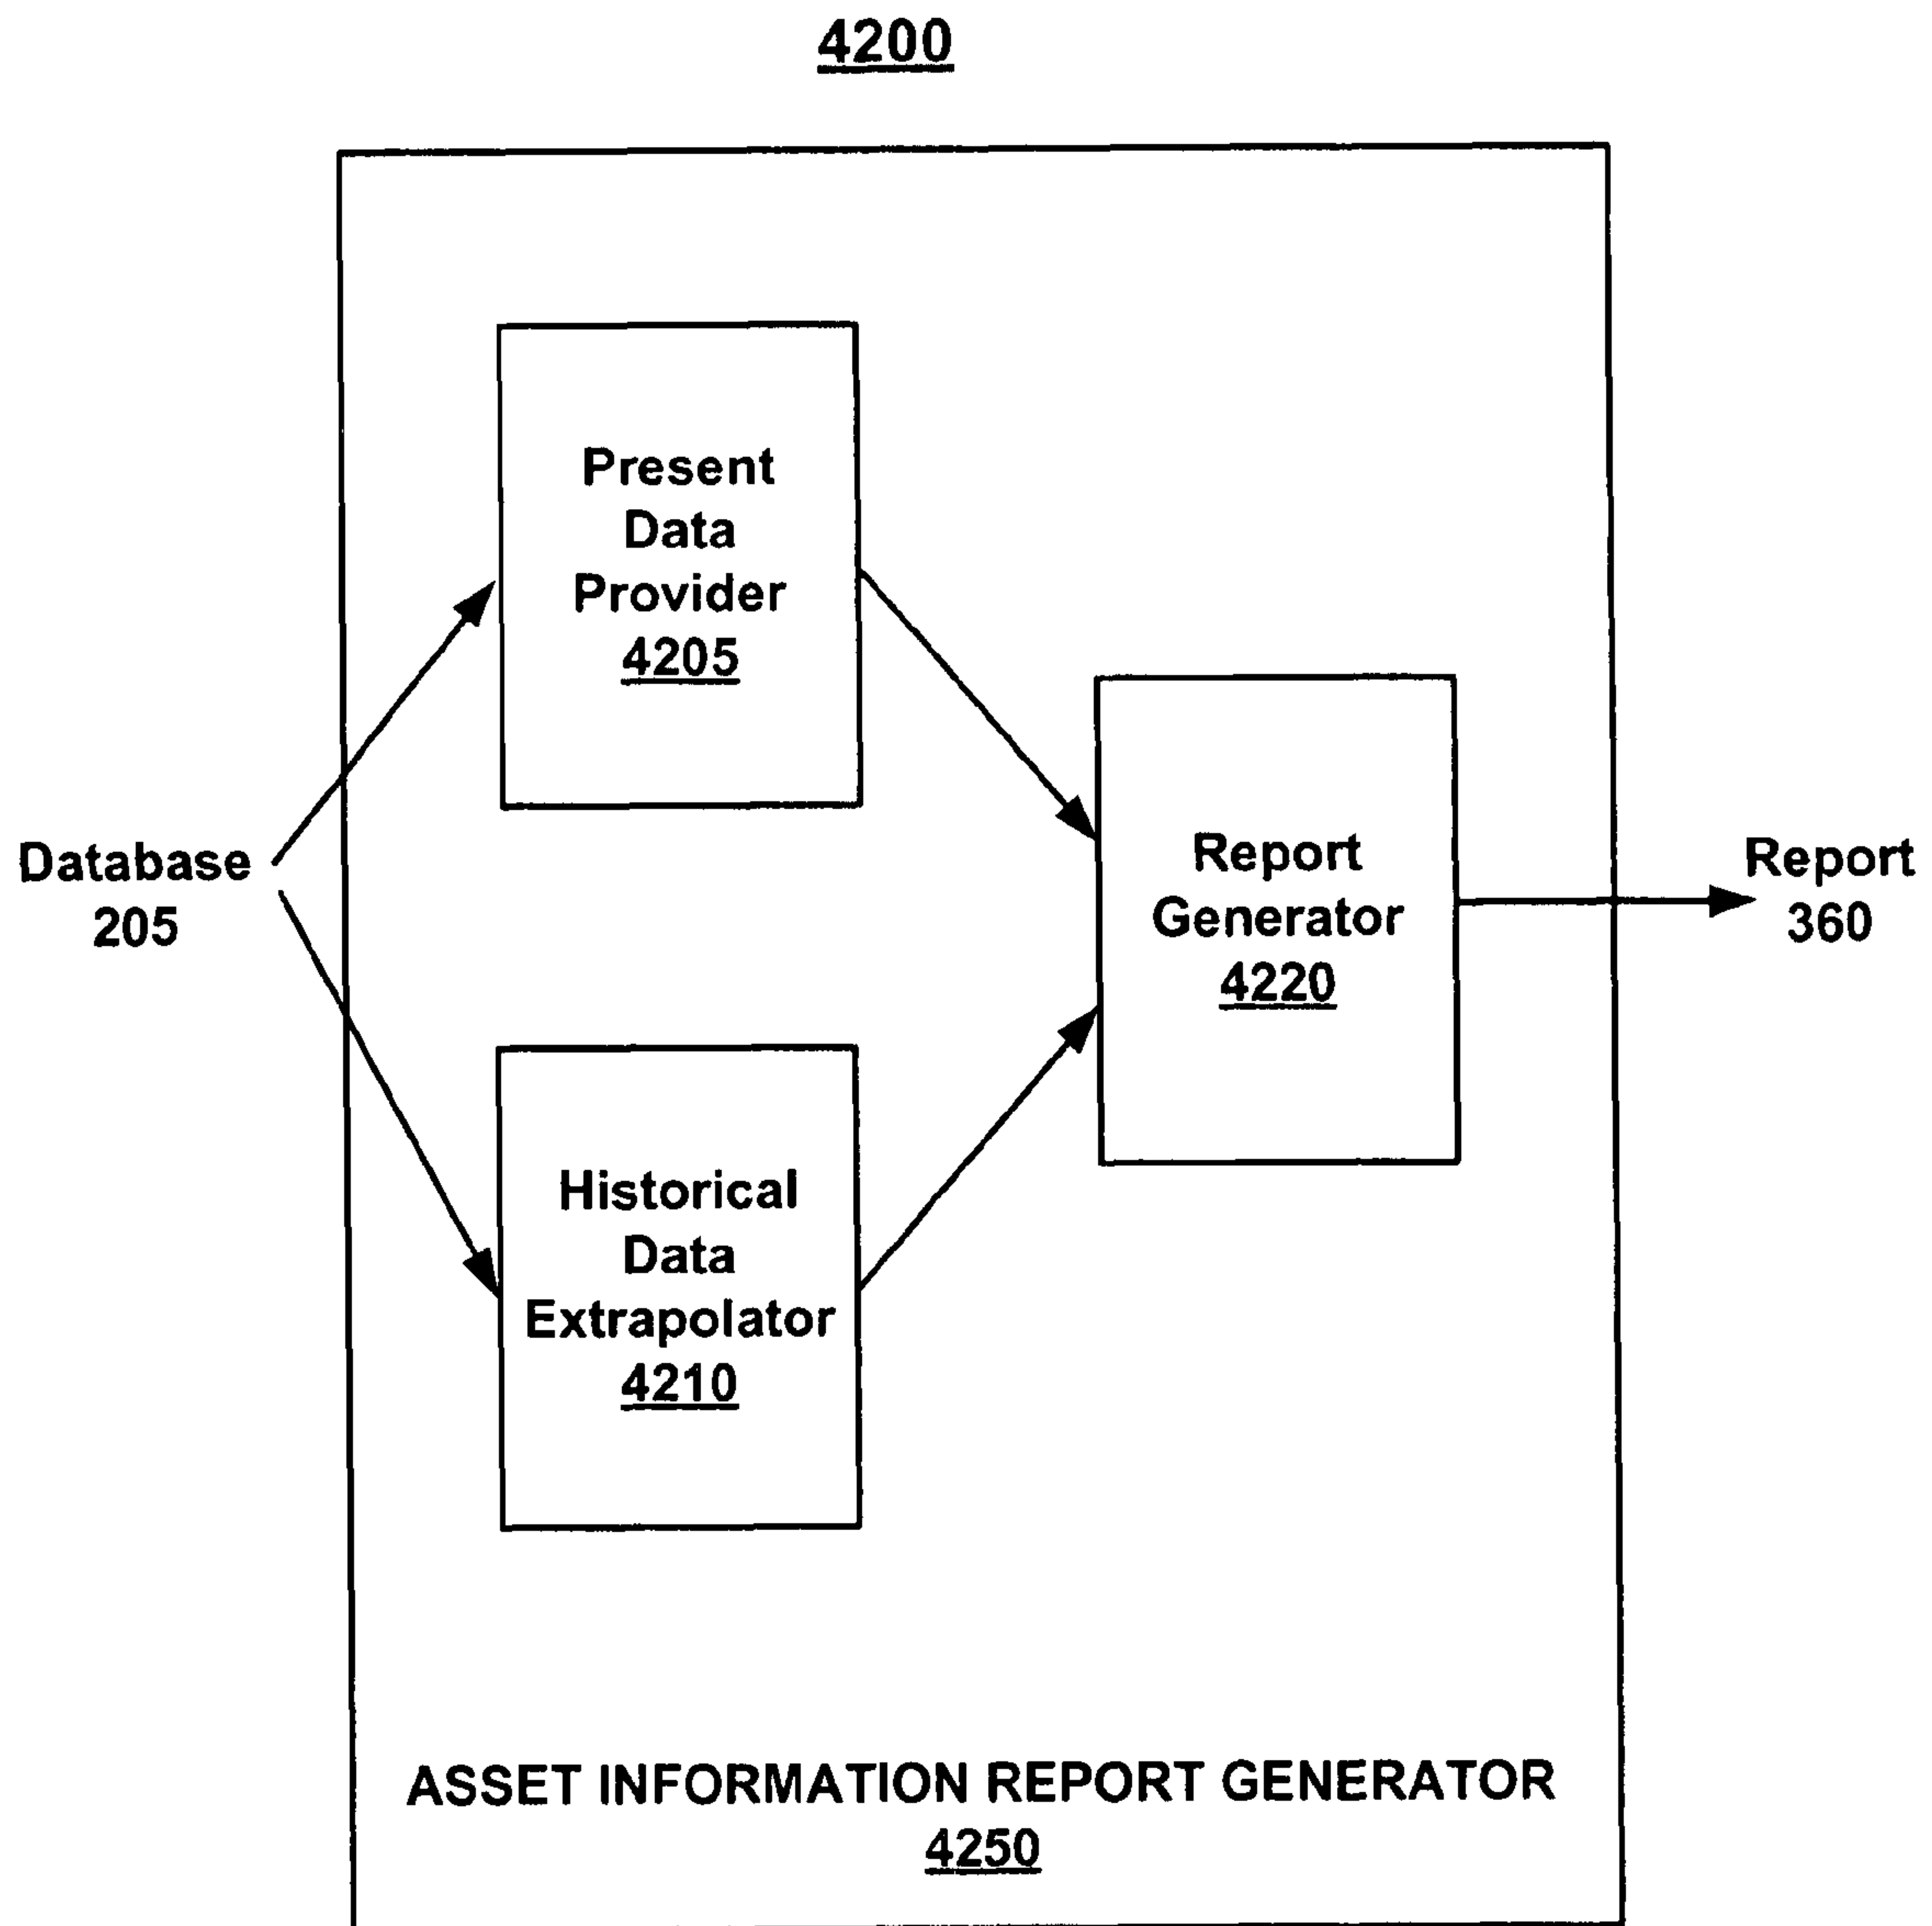 4200
Present
Data
Provider
4205
Database
205
Report
Generator
4220
Report
360
Historical
Data
Extrapolator
4210
ASSET INFORMATION REPORT GENERATOR
4250